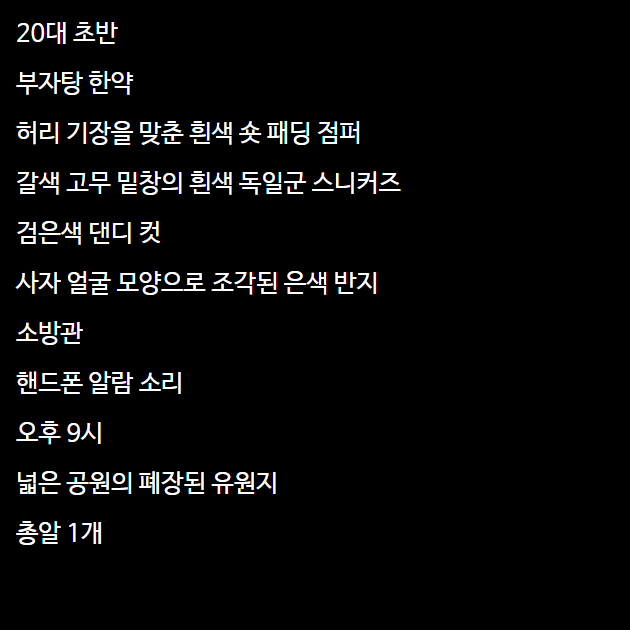 20대 초반
부자탕 한약
허리 기장을 맞춘 흰색 숏 패딩 점퍼
갈색 고무 밑창의 흰색 독일군 스니커즈
검은색 댄디 컷
사자 얼굴 모양으로 조각된 은색 반지
소방관
핸드폰 알람 소리
오후 9시
넓은 공원의 폐장된 유원지
총알 1개